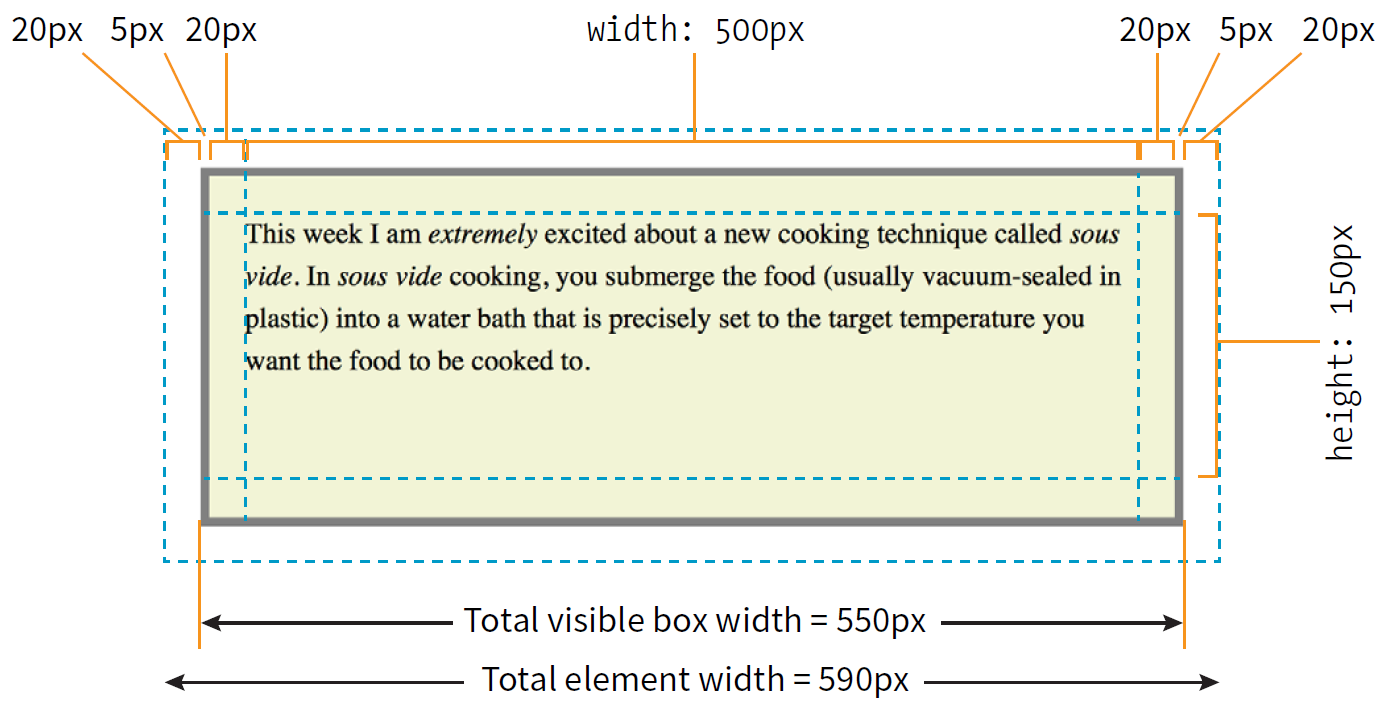 20px 5px 20px width: 500px 20px 5px 20px
This week I am extremely excited about a new cooking technique called sous
vide. In sous vide cooking, you submerge the food (usually vacuum-sealed in
plastic) into a water bath that is precisely set to the target temperature you
want the food to be cooked to.
height: 150px
Total visible box width = 550px
Total element width = 590px